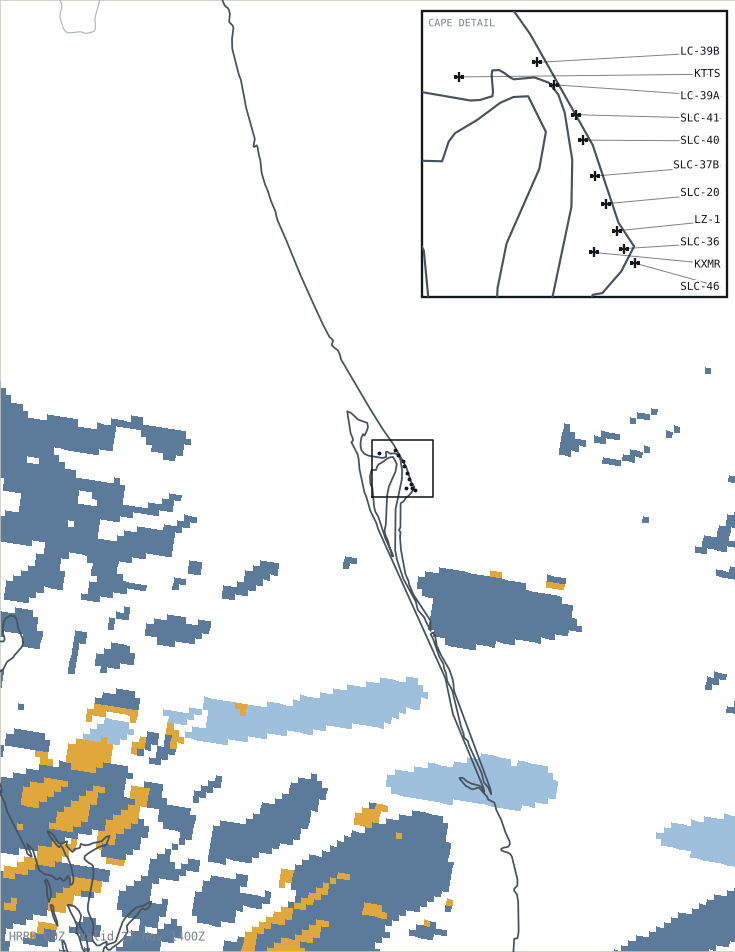 CAPE DETAIL
LC-39B
KTTS
LC-39A
SLC-41
SLC-40
SLC-37B
SLC-20
LZ-1
SLC-36
KXMR
SLC-46
HRRR